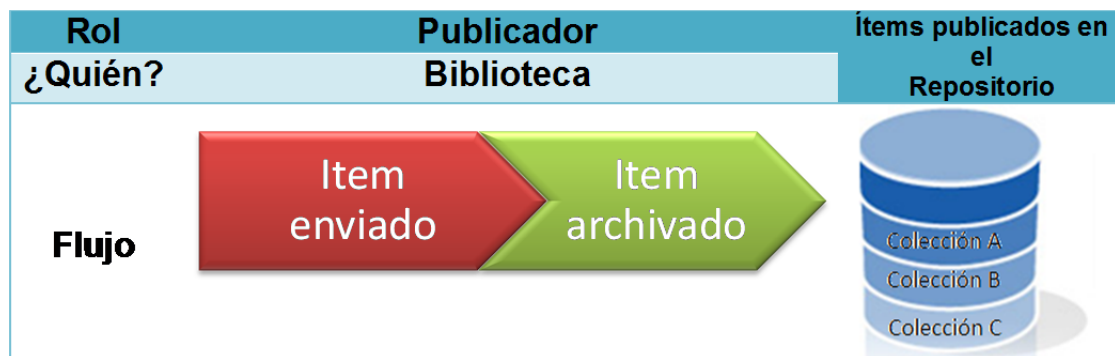 Rol
Publicador
Ítems publicados en
el
Repositorio
¿Quién?
Biblioteca
Flujo
Item
enviado
Item
archivado
Colección A
Colección B
Colección C